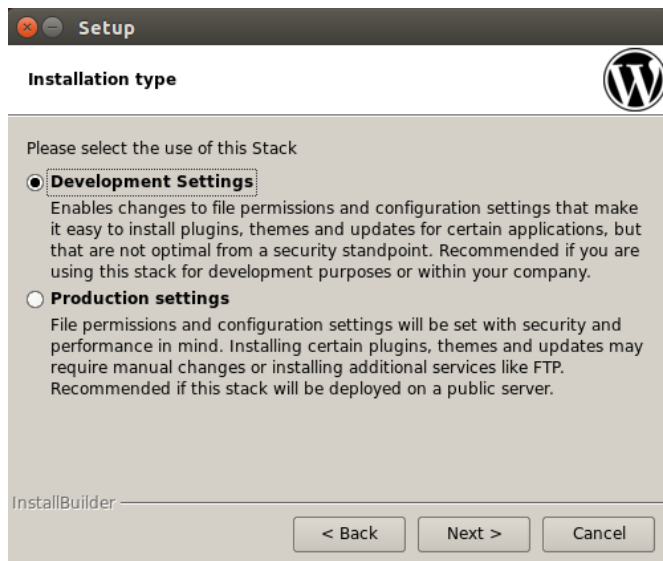 Setup
Installation type
Please select the use of this Stack
Development Settings
Enables changes to file permissions and configuration settings that make
it easy to install plugins, themes and updates for certain applications, but
that are not optimal from a security standpoint. Recommended if you are
using this stack for development purposes or within your company.
Production settings
File permissions and configuration settings will be set with security and
performance in mind. Installing certain plugins, themes and updates may
require manual changes or installing additional services like FTP.
Recommended if this stack will be deployed on a public server.
InstallBuilder
< Back
Next >
Cancel